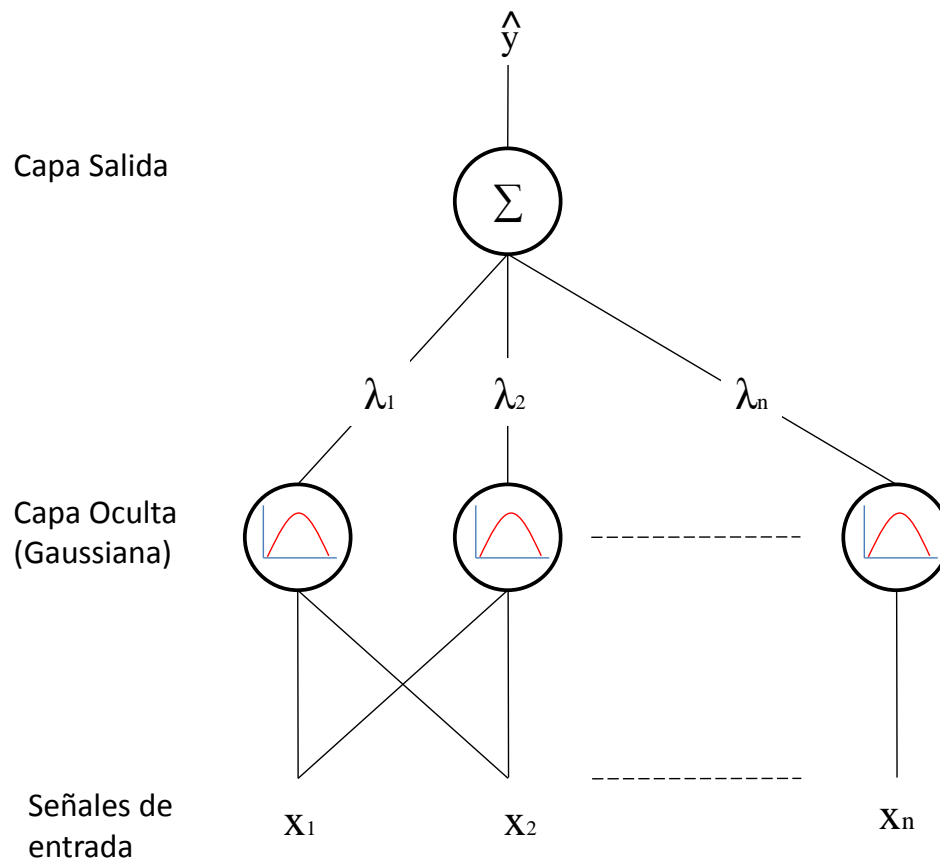 ŷ
Capa Salida
Σ
λ1 λ2 λn
Capa Oculta
(Gaussiana)
Señales de
entrada
x1 x2 xn